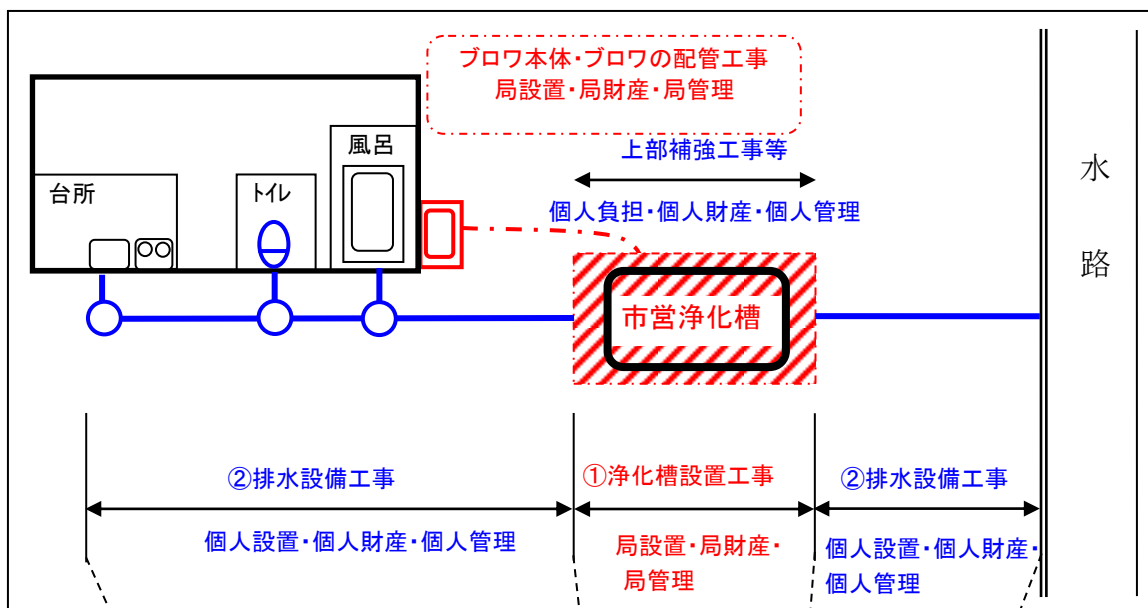 ブロワ本体・ブロワの配管工事
局設置・局財産・局管理
上部補強工事等
個人負担・個人財産・個人管理
風呂
台所
ﾄｲﾚ
水路
市営浄化槽
②排水設備工事
個人設置・個人財産・個人管理
①浄化槽設置工事
局設置・局財産・
局管理
②排水設備工事
個人設置・個人財産・
個人管理